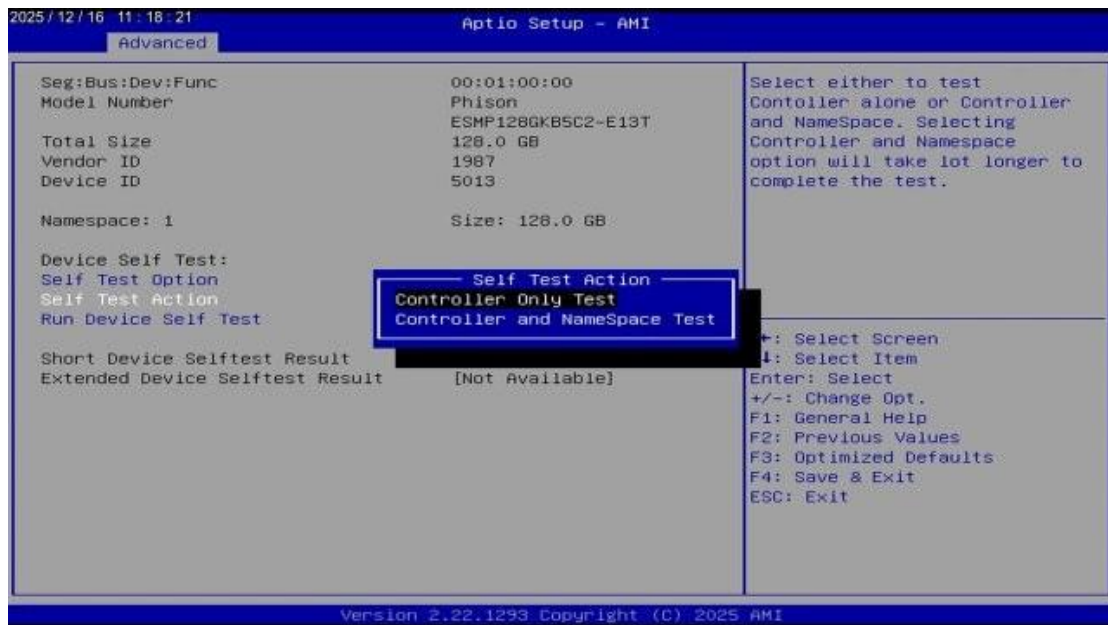 2025/12/16 11:18:21
Aptio Setup - AMI
Advanced
Seg:Bus:Dev:Func 00:01:00:00
Model Number Phison
ESMP128GKB5C2-E13T
Total Size 128.0 GB
Vendor ID 1987
Device ID 5013
Namespace: 1 Size: 128.0 GB
Device Self Test:
Self Test Option
Self Test Action
Run Device Self Test
Short Device Selftest Result
Extended Device Selftest Result [Not Available]
Self Test Action
Controller Only Test
Controller and NameSpace Test
Select either to test
Contoller alone or Controller
and NameSpace. Selecting
Controller and Namespace
option will take lot longer to
complete the test.
←: Select Screen
↓: Select Item
Enter: Select
+/-: Change Opt.
F1: General Help
F2: Previous Values
F3: Optimized Defaults
F4: Save & Exit
ESC: Exit
Version 2.22.1293 Copyright (C) 2025 AMI